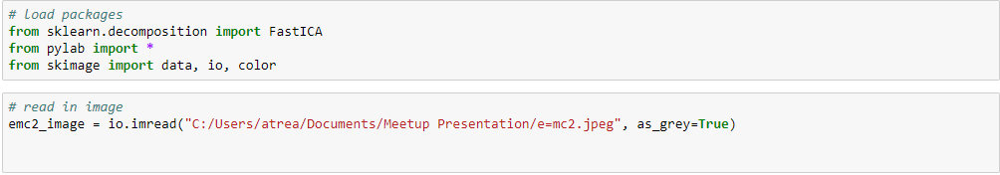 # load packages
from sklearn.decomposition import FastICA
from pylab import *
from skimage import data, io, color
# read in image
emc2_image = io.imread("C:/Users/atrea/Documents/Meetup Presentation/e=mc2.jpeg", as_grey=True)